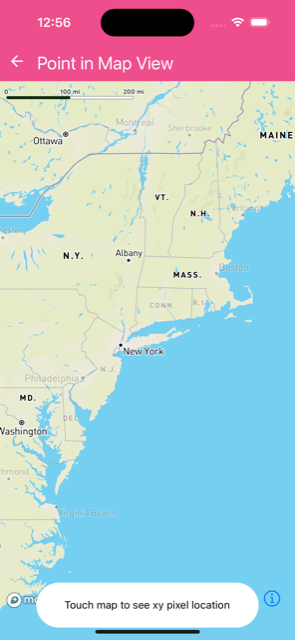 12:56
← Point in Map View
0 100 mi 200 mi
Montreal
Sherbrooke
Ottawa
MAINE
VT.
N.H.
Portland
N.Y.
Albany
MASS.
Boston
CONN.
R.I.
New York
N.J.
Philadelphia
MD.
DEL.
Washington
Virginia Beach
Touch map to see xy pixel location